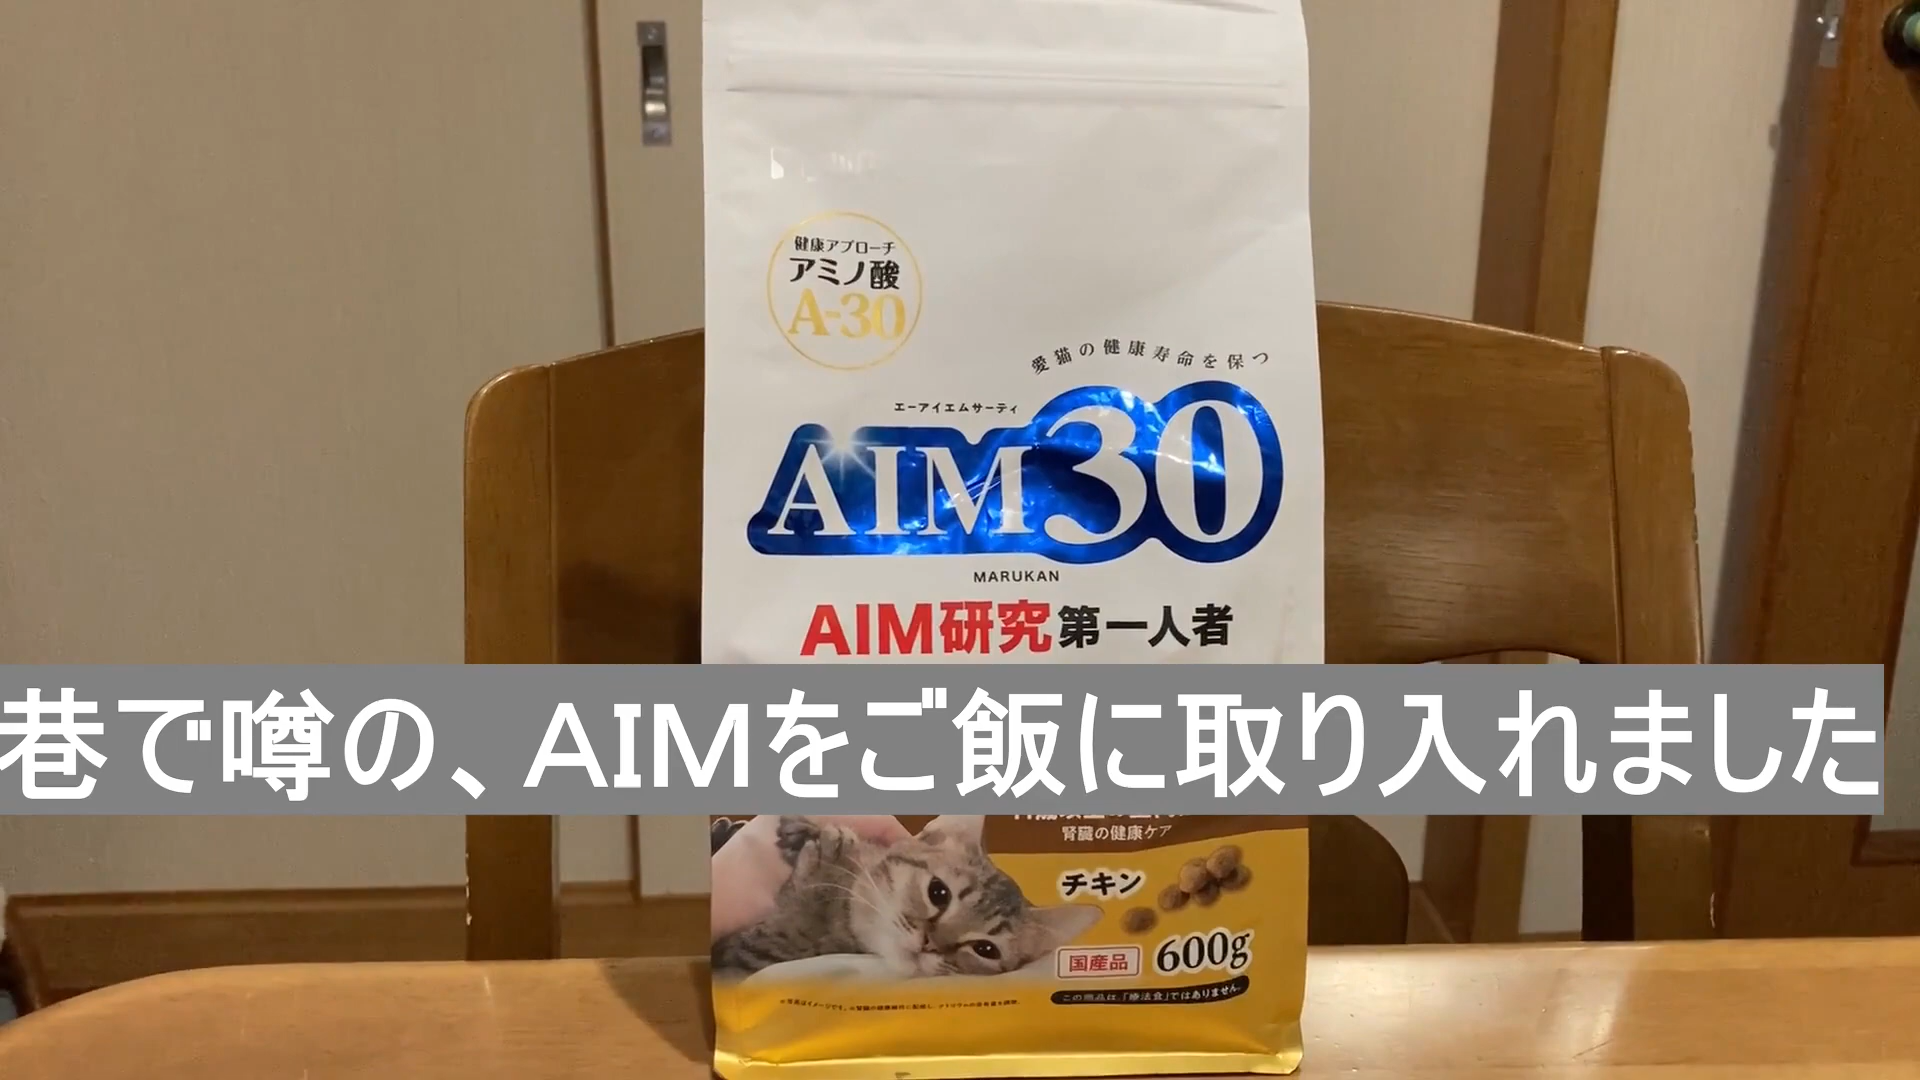 健康アプローチ
アミノ酸
A-30
愛猫の健康寿命を保つ
エーアイエムサーティ
AIM30
MARUKAN
AIM研究第一人者
巷で噂の、AIMをご飯に取り入れました
腎臓の健康ケア
チキン
国産品 600g
この商品は、「療法食」ではありません。